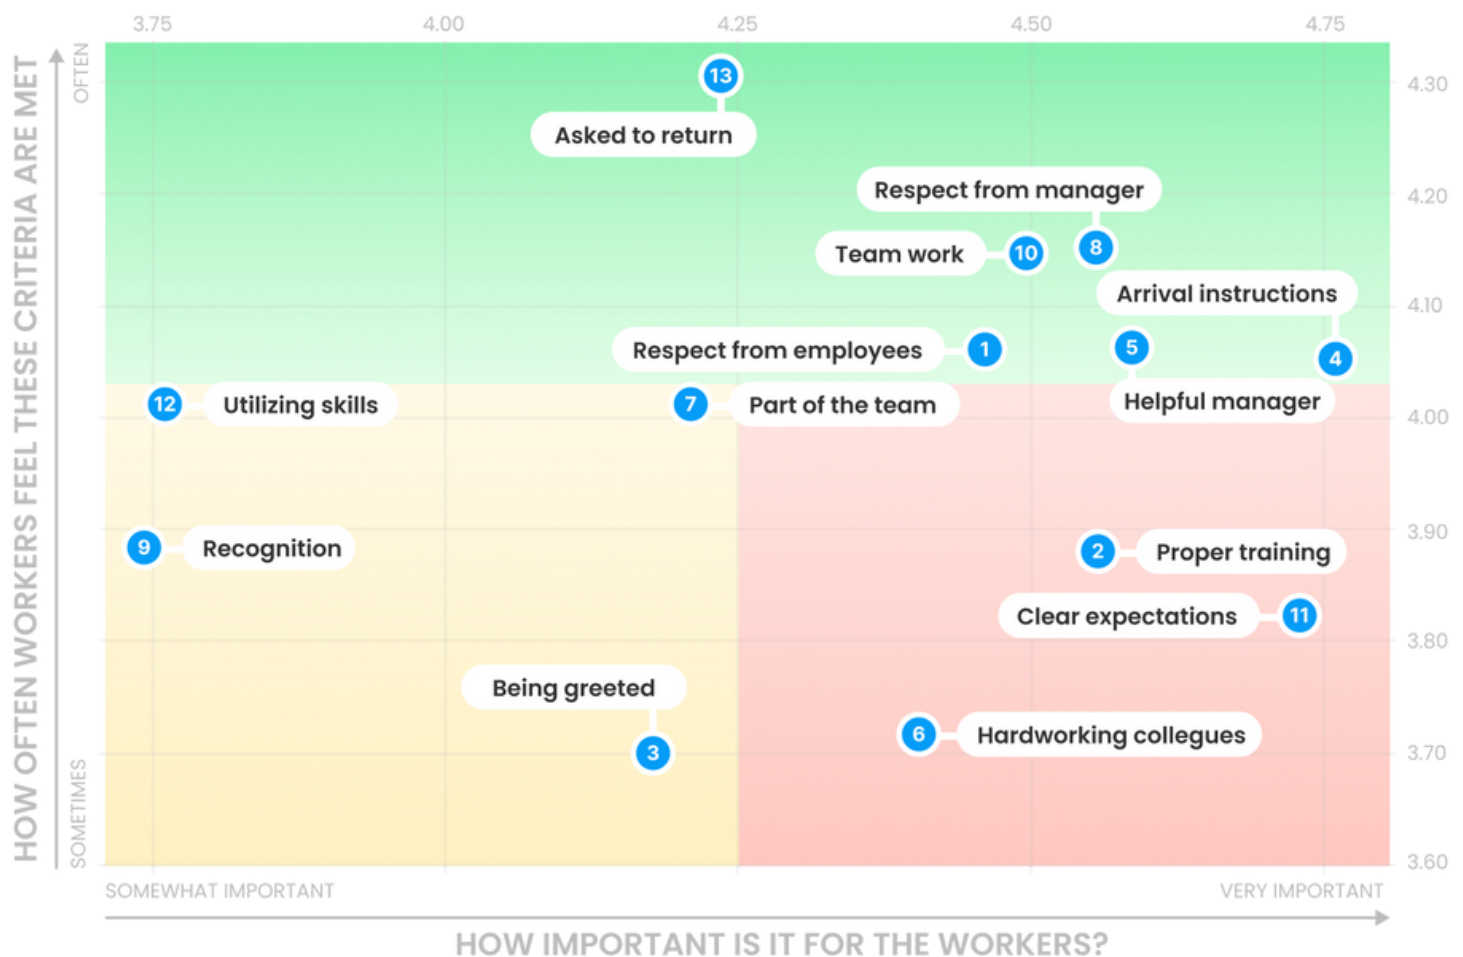 3.75
4.00
4.25
4.50
4.75
HOW OFTEN WORKERS FEEL THESE CRITERIA ARE MET
OFTEN
SOMETIMES
13
Asked to return
4.30
Respect from manager
4.20
Team work
10
8
Arrival instructions
4.10
Respect from employees
1
5
4
Helpful manager
12
Utilizing skills
7
Part of the team
4.00
9
Recognition
3.90
2
Proper training
Clear expectations
11
3.80
Being greeted
3
6
Hardworking collegues
3.70
3.60
SOMEWHAT IMPORTANT
VERY IMPORTANT
HOW IMPORTANT IS IT FOR THE WORKERS?